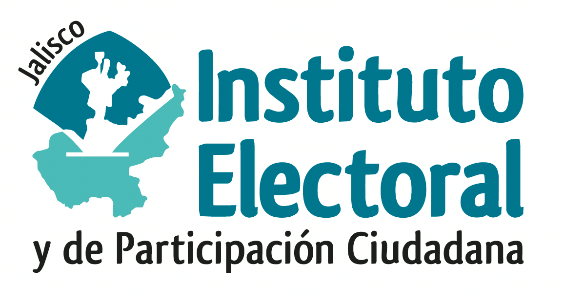 Jalisco
Instituto
Electoral
y de Participación Ciudadana